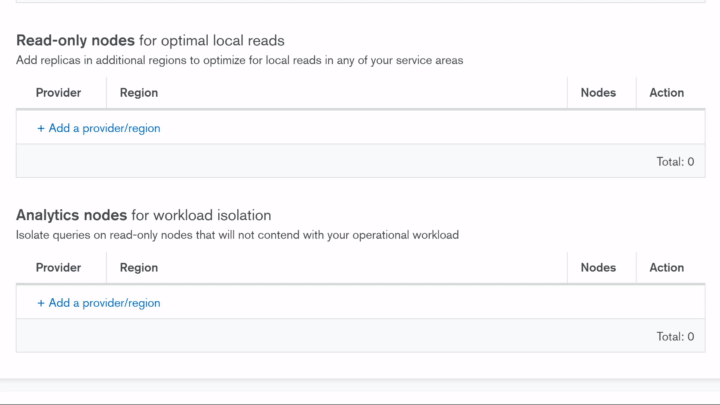 Read-only nodes for optimal local reads
Add replicas in additional regions to optimize for local reads in any of your service areas
Provider Region Nodes Action
+ Add a provider/region
Total: 0
Analytics nodes for workload isolation
Isolate queries on read-only nodes that will not contend with your operational workload
Provider Region Nodes Action
+ Add a provider/region
Total: 0